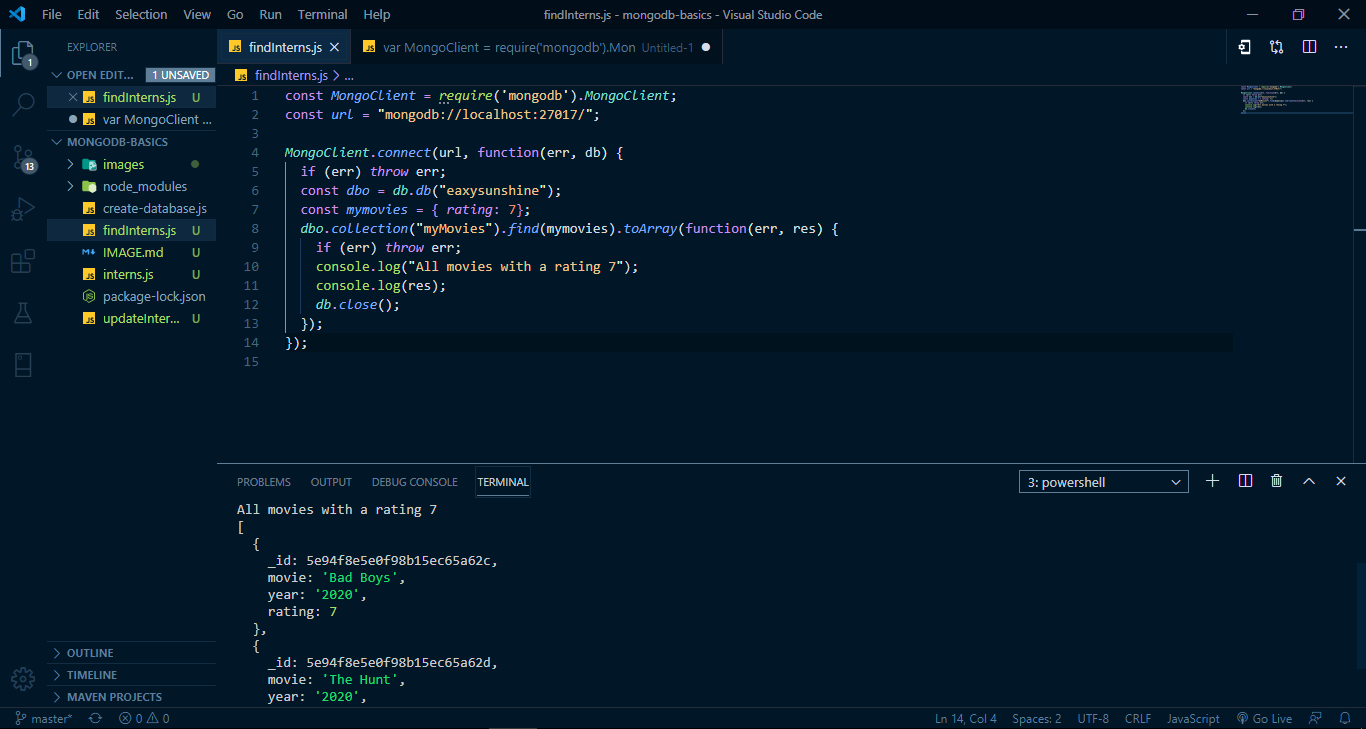 File Edit Selection View Go Run Terminal Help findInterns.js - mongodb-basics - Visual Studio Code
EXPLORER
OPEN EDIT... 1 UNSAVED
findInterns.js U
var MongoClient ...
MONGODB-BASICS
images
node_modules
create-database.js
findInterns.js U
IMAGE.md U
interns.js U
package-lock.json
updateInter... U
OUTLINE
TIMELINE
MAVEN PROJECTS
1
13
findInterns.js var MongoClient = require('mongodb').Mon Untitled-1
findInterns.js > ...
1 const MongoClient = require('mongodb').MongoClient;
2 const url = "mongodb://localhost:27017/";
3
4 MongoClient.connect(url, function(err, db) {
5 if (err) throw err;
6 const dbo = db.db("eaxysunshine");
7 const mymovies = { rating: 7};
8 dbo.collection("myMovies").find(mymovies).toArray(function(err, res) {
9 if (err) throw err;
10 console.log("All movies with a rating 7");
11 console.log(res);
12 db.close();
13 });
14 });
15
PROBLEMS OUTPUT DEBUG CONSOLE TERMINAL 3: powershell
All movies with a rating 7
[
{
_id: 5e94f8e5e0f98b15ec65a62c,
movie: 'Bad Boys',
year: '2020',
rating: 7
},
{
_id: 5e94f8e5e0f98b15ec65a62d,
movie: 'The Hunt',
year: '2020',
master* 0 0 Ln 14, Col 4 Spaces: 2 UTF-8 CRLF JavaScript Go Live